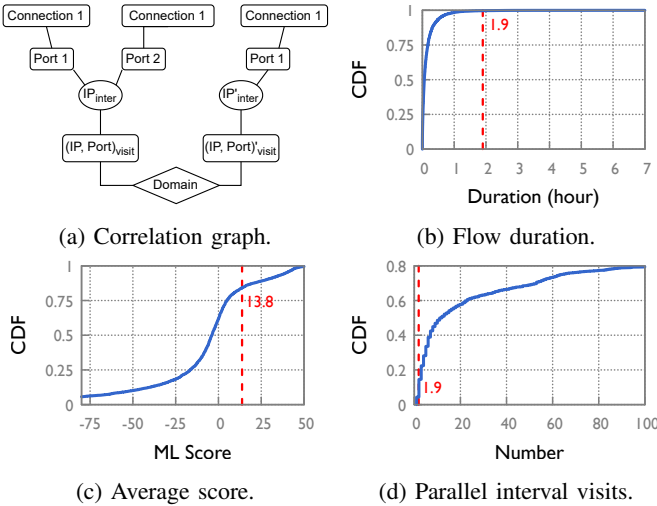 Connection 1 Connection 1 Connection 1
Port 1 Port 2 Port 1
IPinter IP'inter
(IP, Port)visit (IP, Port)'visit
Domain
(a) Correlation graph.
CDF
1
0.75
0.5
0.25
0
1.9
0 1 2 3 4 5 6 7
Duration (hour)
(b) Flow duration.
CDF
1
0.75
0.5
0.25
0
13.8
-75 -50 -25 0 25 50
ML Score
(c) Average score.
CDF
0.8
0.6
0.4
0.2
0
1.9
0 20 40 60 80 100
Number
(d) Parallel interval visits.